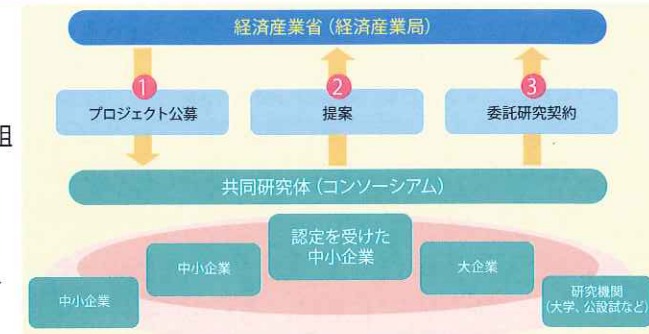 経済産業省（経済産業局）
1
2
3
プロジェクト公募
提案
委託研究契約
組
共同研究体（コンソーシアム）
認定を受けた
中小企業
中小企業
大企業
中小企業
研究機関
（大学、公設試など）